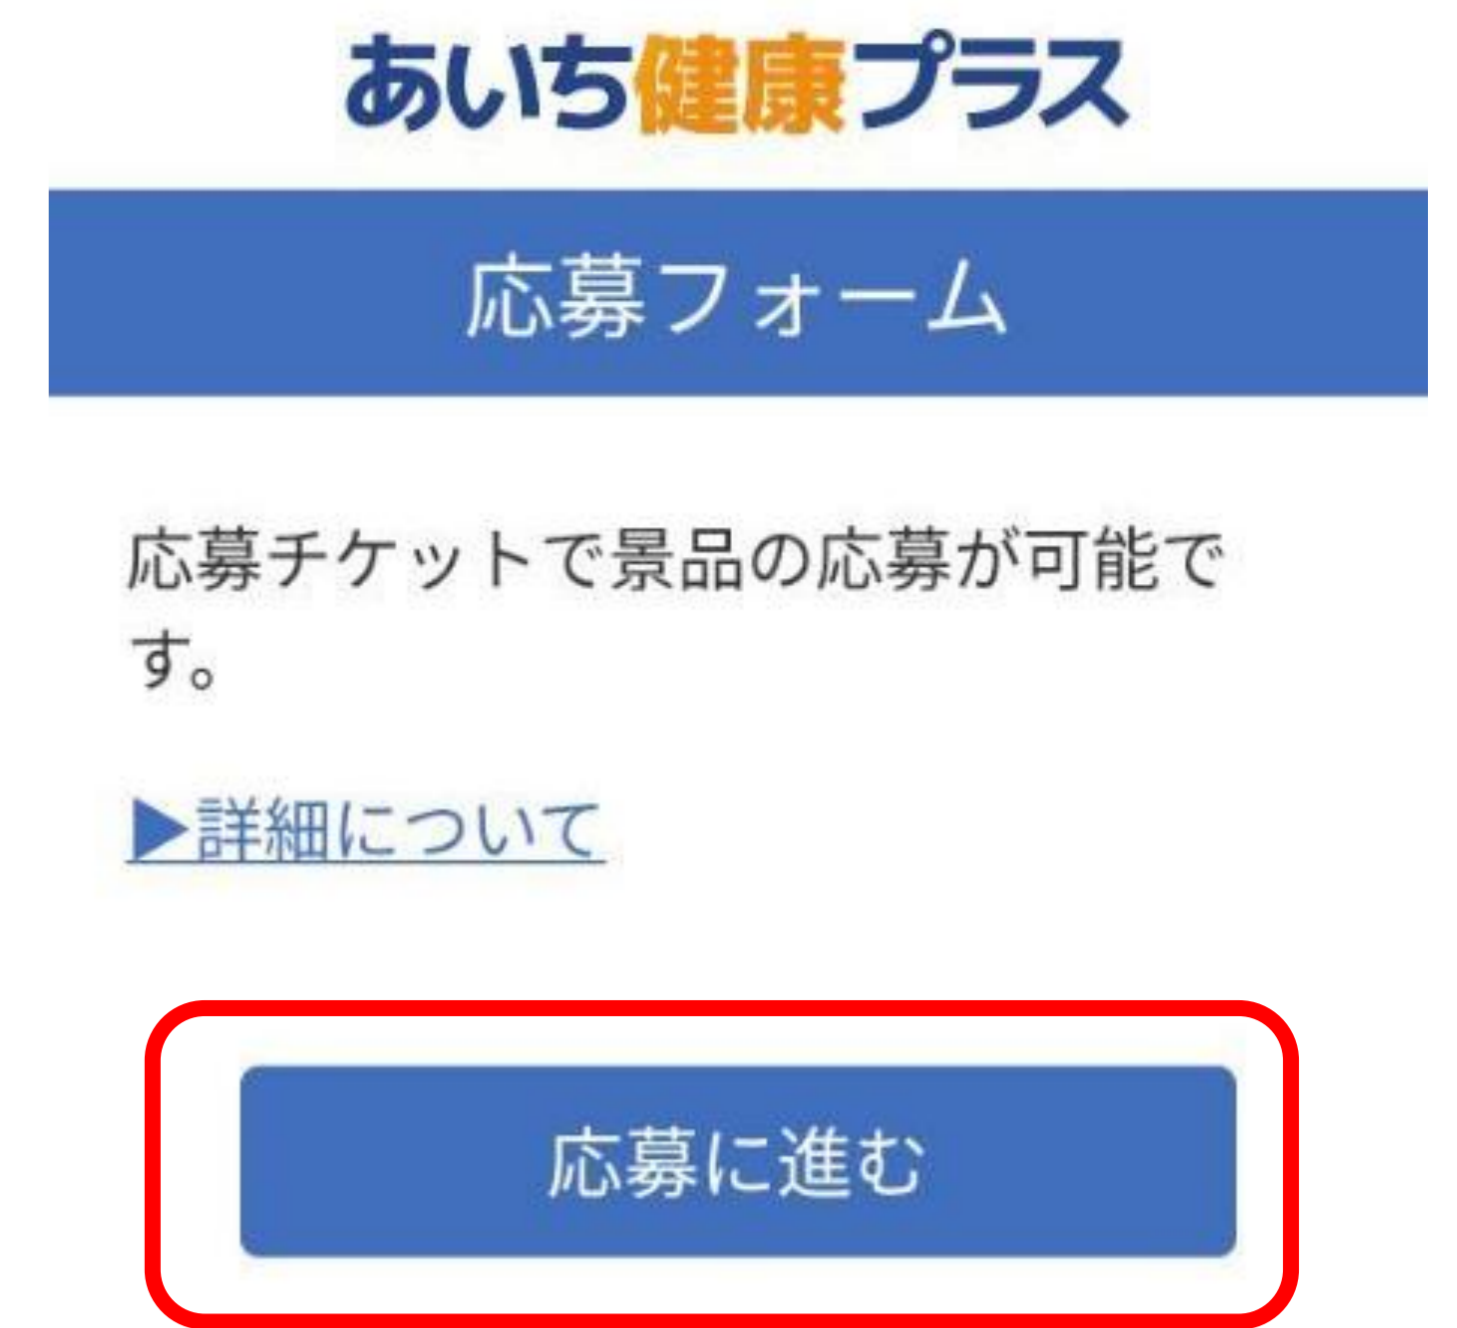 あいち健康プラス
応募フォーム
応募チケットで景品の応募が可能で
す。
▶詳細について
応募に進む